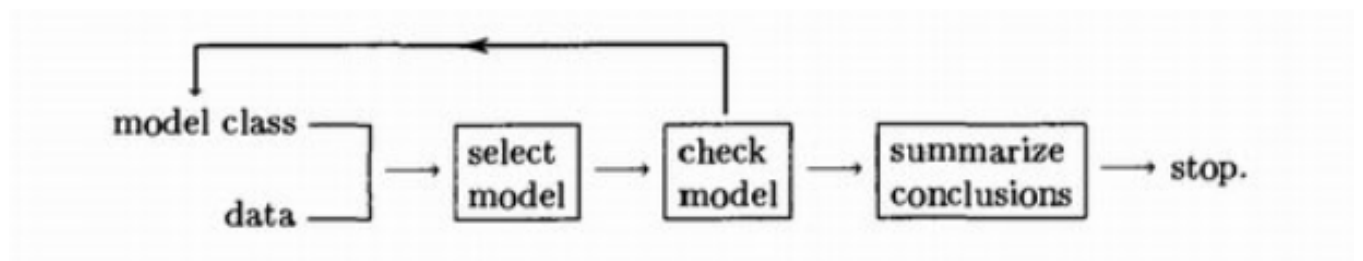 model class
data
select
model
check
model
summarize
conclusions
stop.